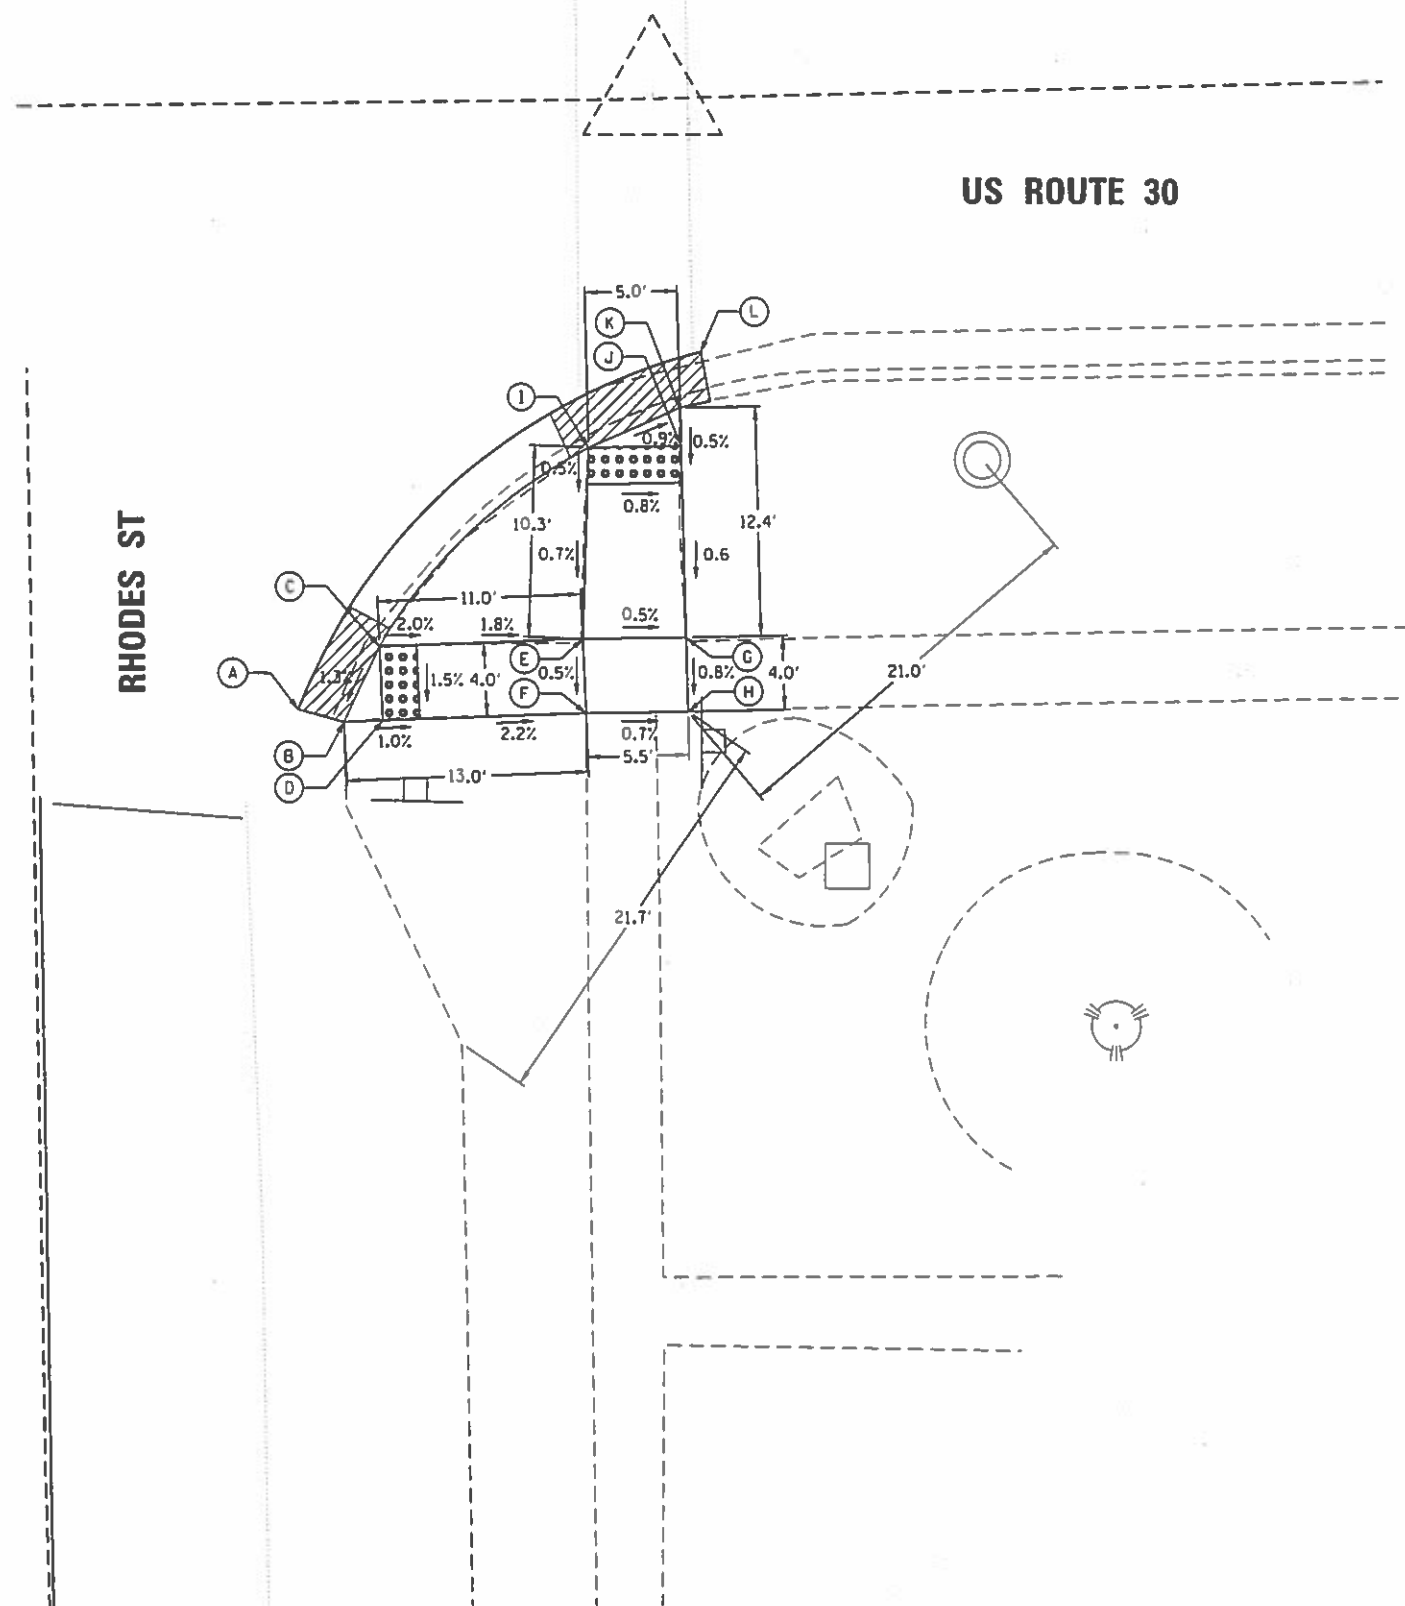 US ROUTE 30
5.0'
L
K
J
I
0.9%
0.5%
0.5%
0.8%
10.3'
12.4'
0.7%
0.6
RHODES ST
C
11.0'
2.0%
1.8%
0.5%
E
G
A
1.3%
1.5%
4.0'
0.5%
0.8%
4.0'
21.0'
F
H
B
1.0%
2.2%
0.7%
5.5'
D
13.0'
21.7'